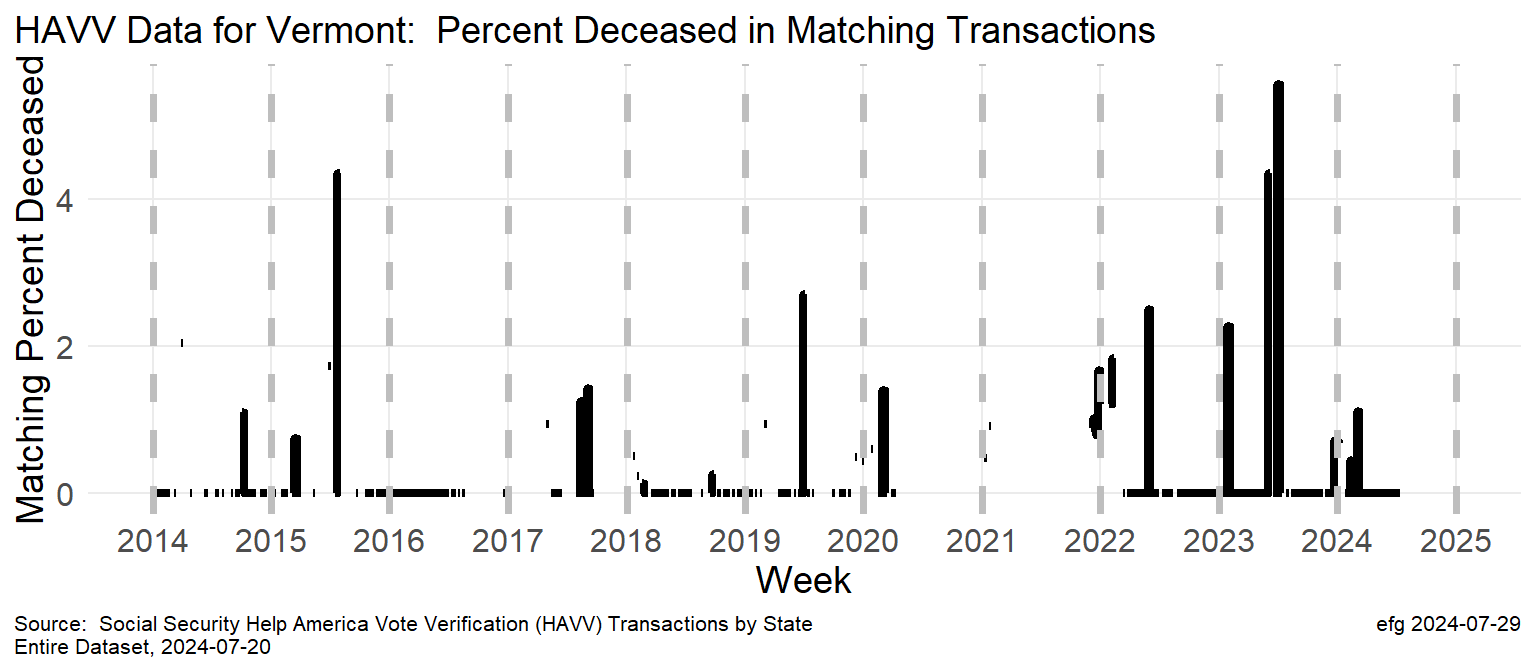 HAVV Data for Vermont:  Percent Deceased in Matching Transactions
Matching Percent Deceased
4
2
0
2014 2015 2016 2017 2018 2019 2020 2021 2022 2023 2024 2025
Week
Source:  Social Security Help America Vote Verification (HAVV) Transactions by State
Entire Dataset, 2024-07-20
efg 2024-07-29